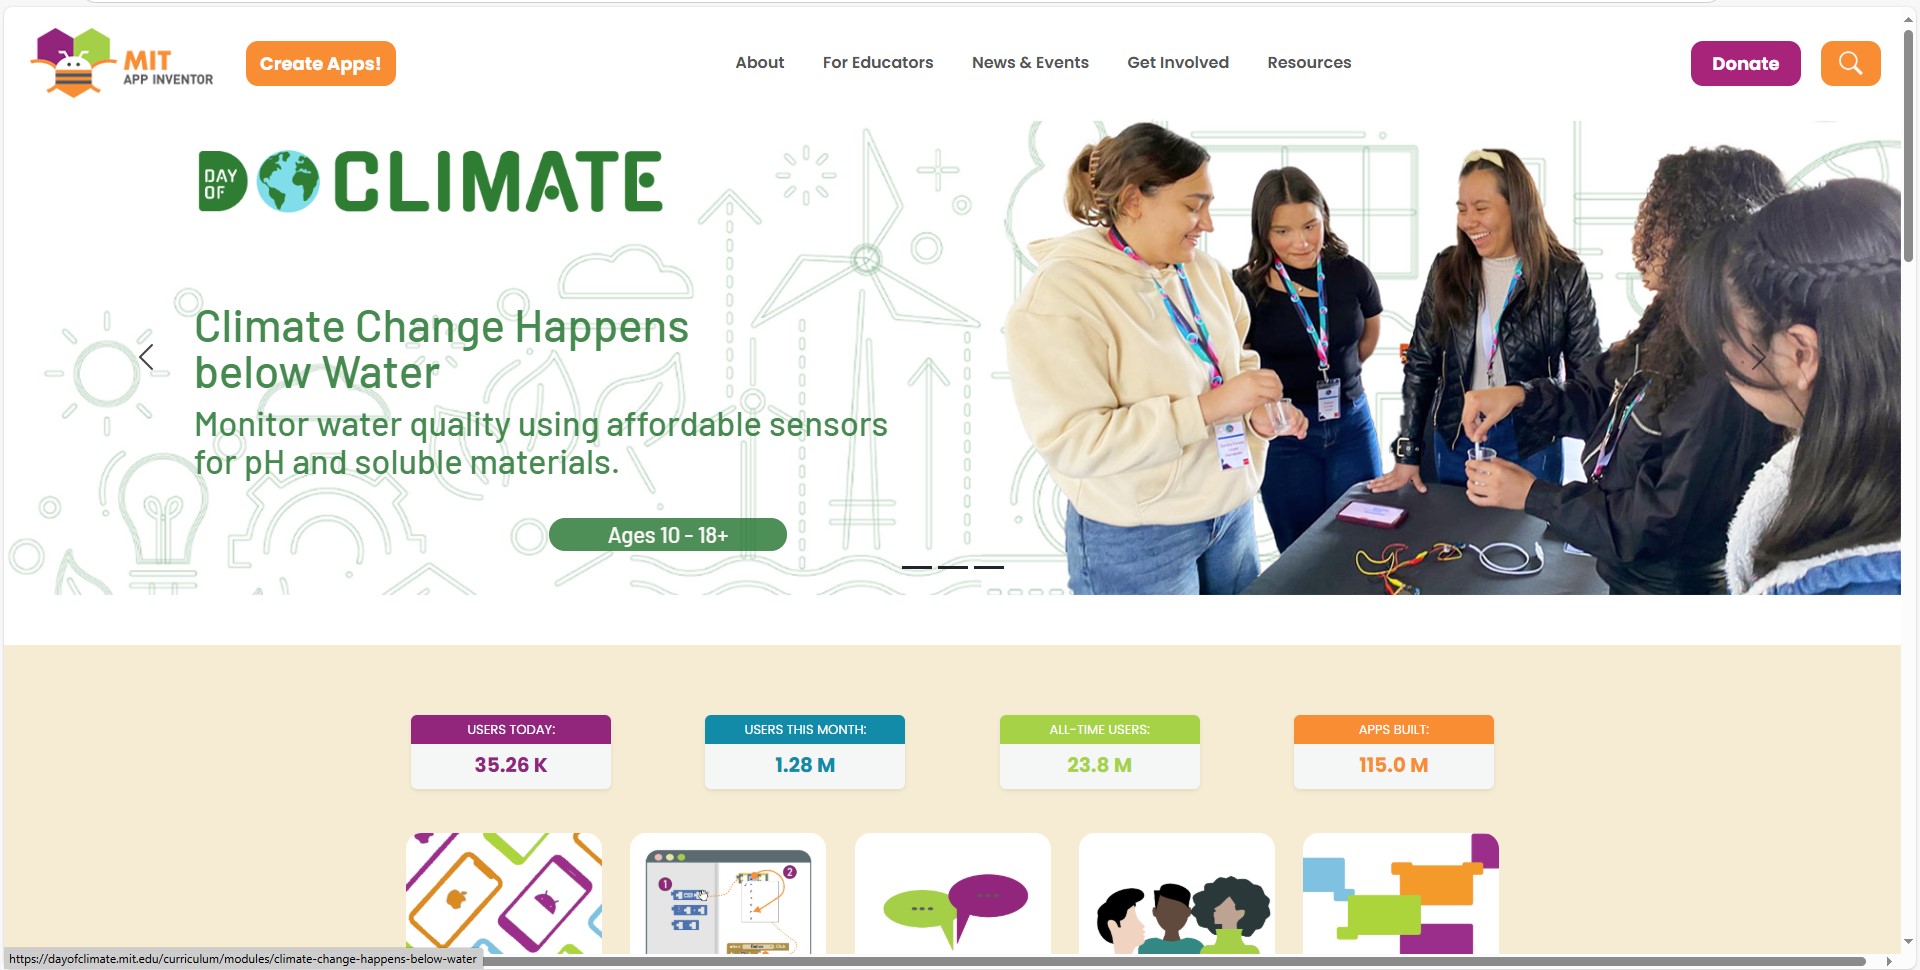 MIT
APP INVENTOR
Create Apps!
About
For Educators
News & Events
Get Involved
Resources
Donate
DAY
OF
CLIMATE
Climate Change Happens
below Water
Monitor water quality using affordable sensors
for pH and soluble materials.
Ages 10 - 18+
USERS TODAY:
35.26 K
USERS THIS MONTH:
1.28 M
ALL-TIME USERS:
23.8 M
APPS BUILT:
115.0 M
1
2
https://dayofclimate.mit.edu/curriculum/modules/climate-change-happens-below-water